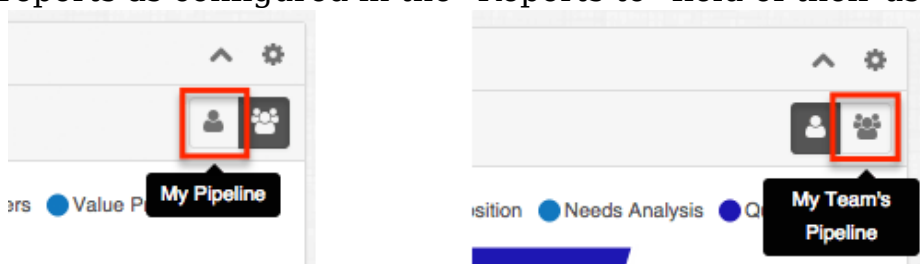 reports as configured in the "Reports to" field of their us
My Pipeline
ers Value P
My Team's
Pipeline
sition Needs Analysis Q